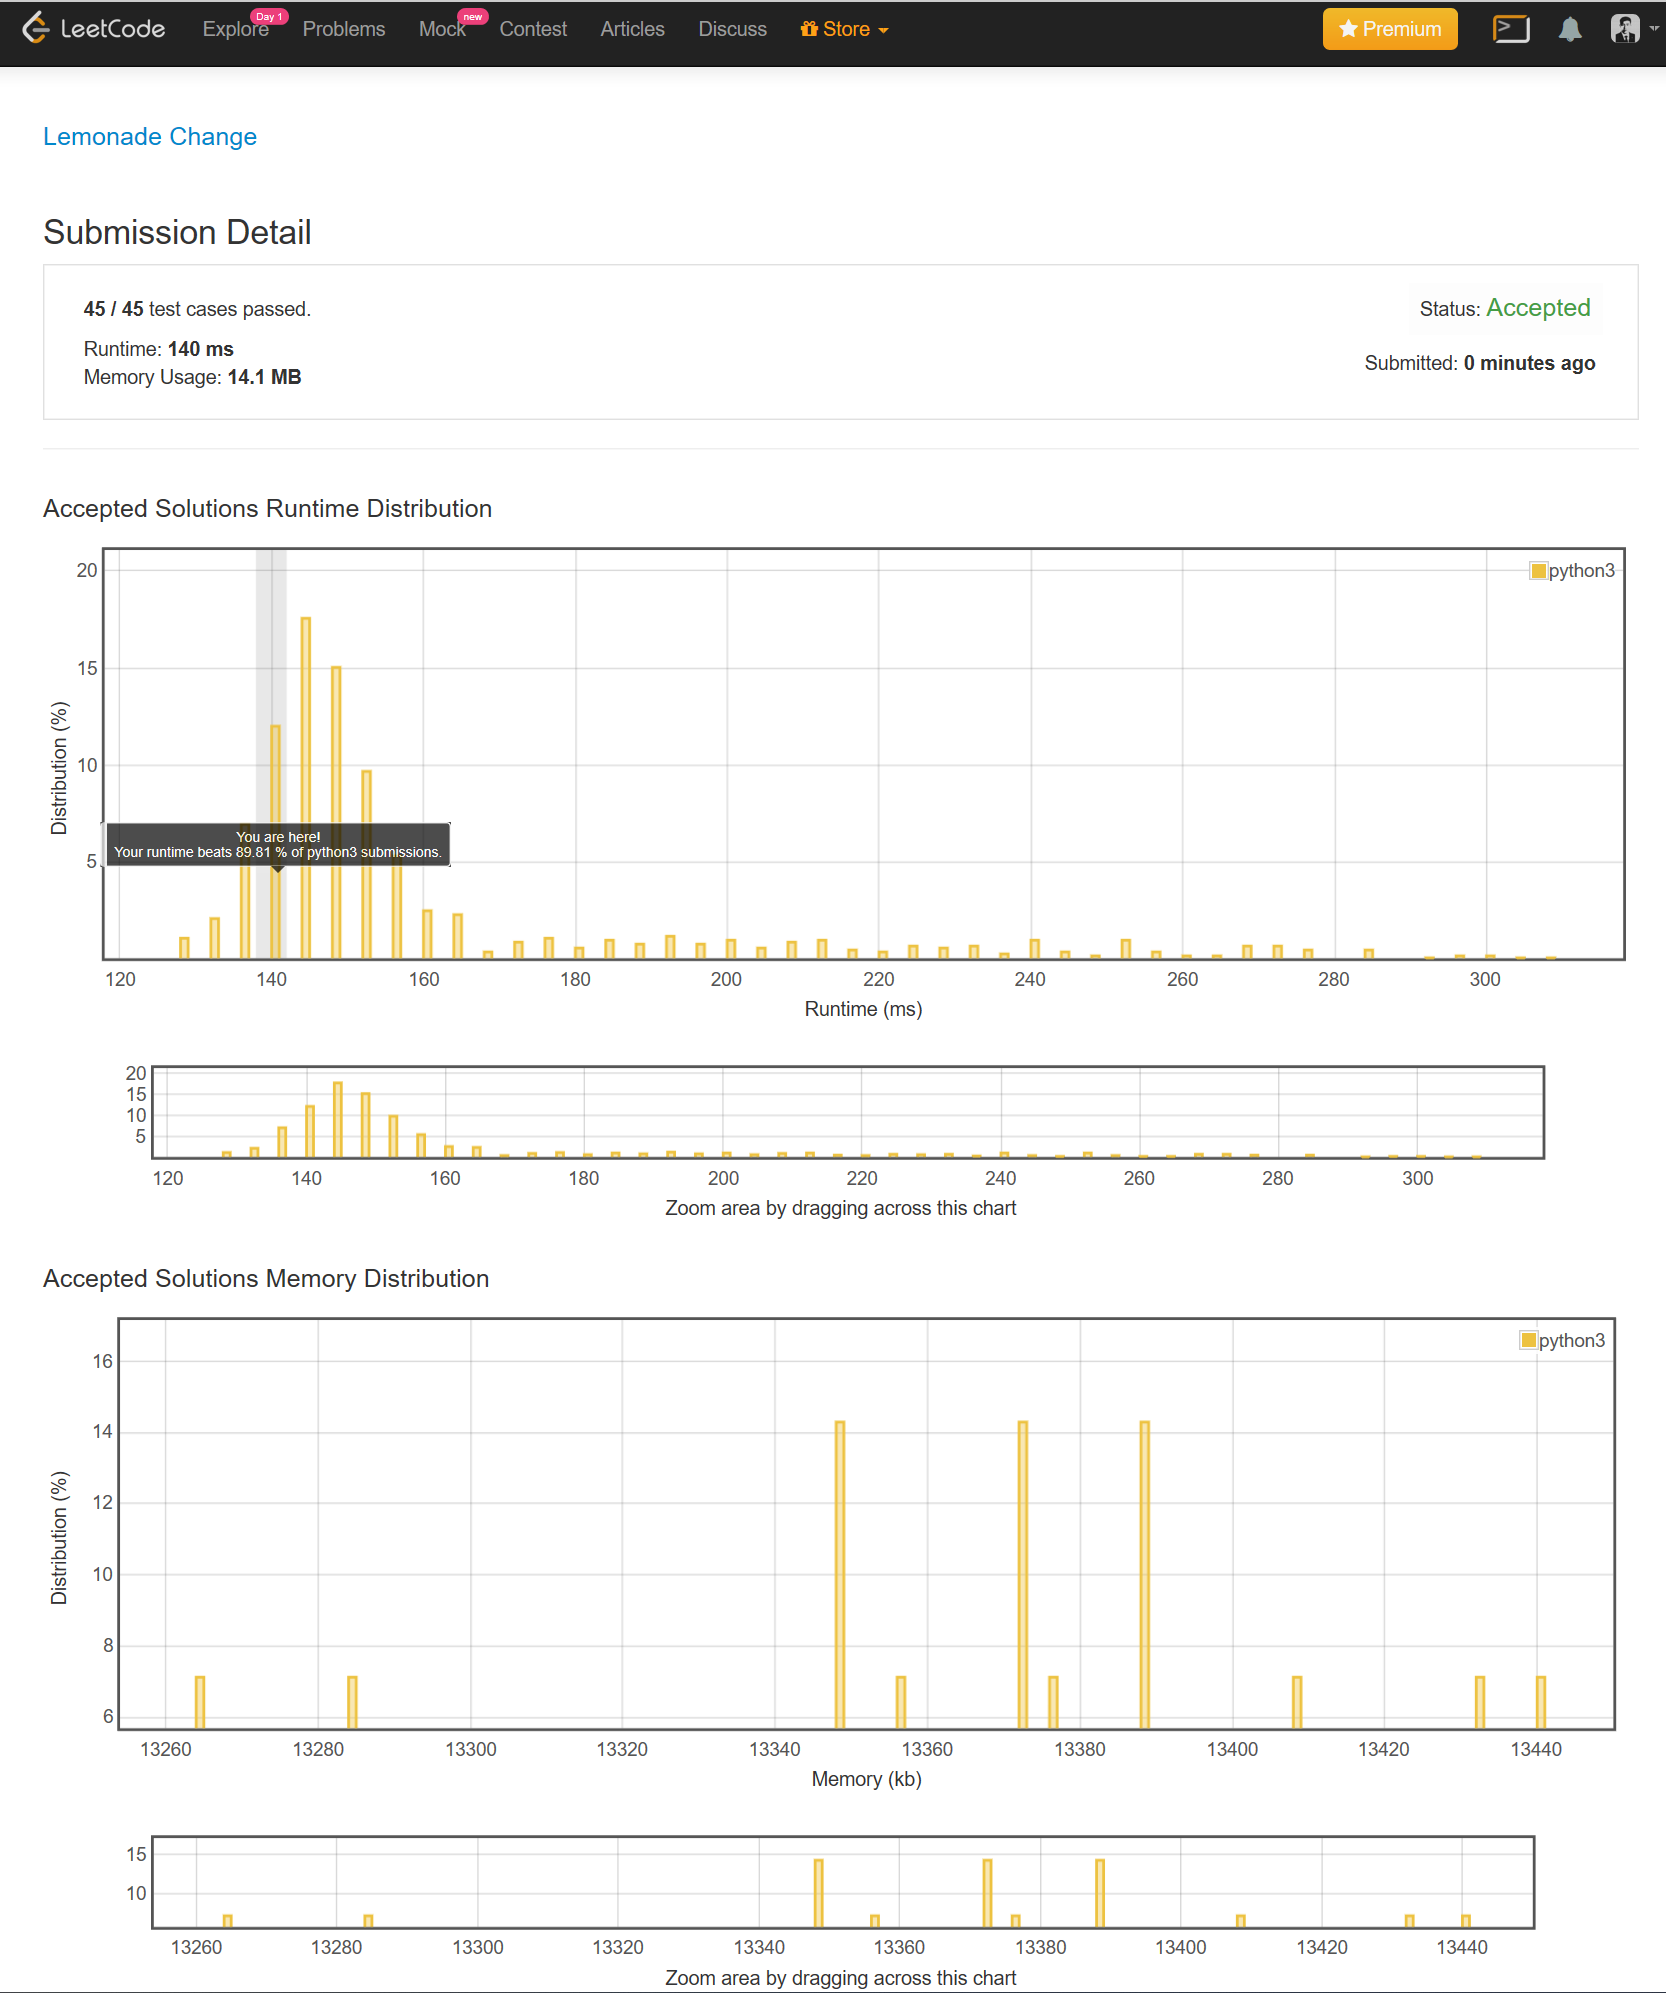 LeetCode Explore Day 1 Problems Mock new Contest Articles Discuss Store Premium
Lemonade Change
Submission Detail
45 / 45 test cases passed.
Status: Accepted
Runtime: 140 ms
Submitted: 0 minutes ago
Memory Usage: 14.1 MB
Accepted Solutions Runtime Distribution
20
15
10
5
Distribution (%)
python3
You are here!
Your runtime beats 89.81 % of python3 submissions.
120 140 160 180 200 220 240 260 280 300
Runtime (ms)
20
15
10
5
120 140 160 180 200 220 240 260 280 300
Zoom area by dragging across this chart
Accepted Solutions Memory Distribution
16
14
12
10
8
6
Distribution (%)
python3
13260 13280 13300 13320 13340 13360 13380 13400 13420 13440
Memory (kb)
15
10
13260 13280 13300 13320 13340 13360 13380 13400 13420 13440
Zoom area by dragging across this chart